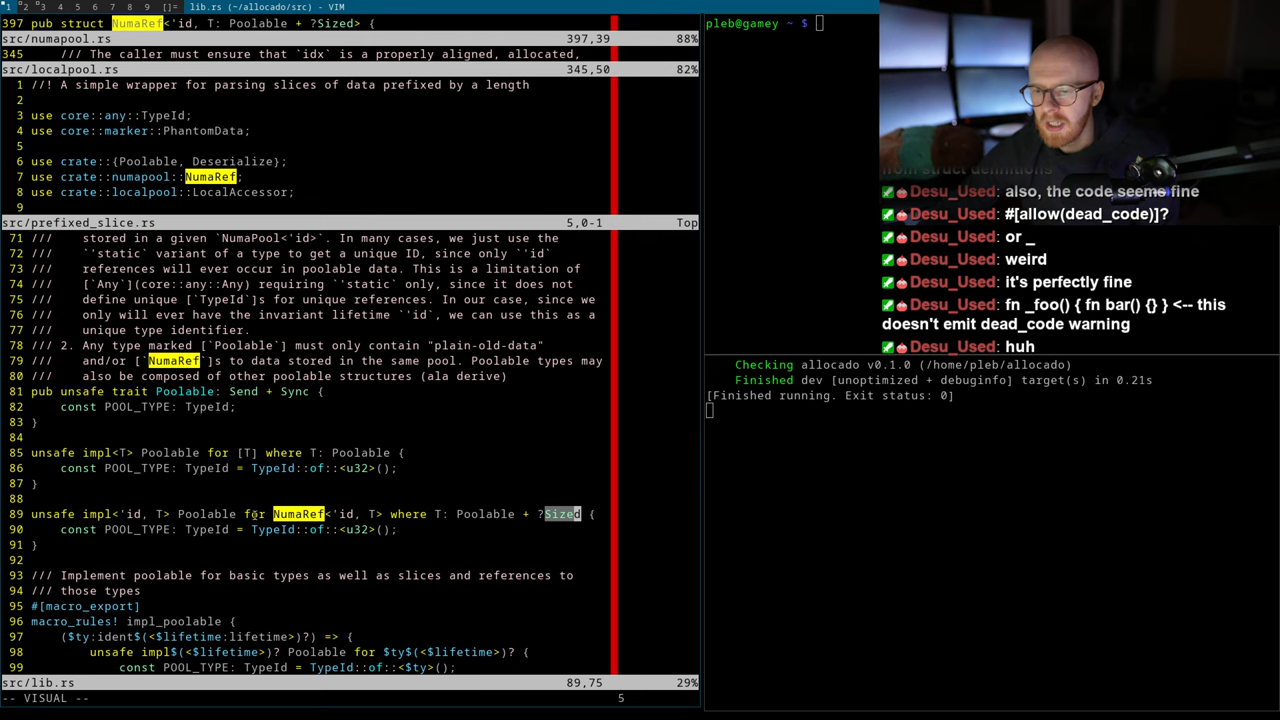 1 2 3 4 5 6 7 8 9 []= lib.rs (~/allocado/src) - VIM
397 pub struct NumaRef<'id, T: Poolable + ?Sized> {
src/numapool.rs 397,39 88%
345 /// The caller must ensure that `idx` is a properly aligned, allocated,
src/localpool.rs 345,50 82%
1 //! A simple wrapper for parsing slices of data prefixed by a length
2
3 use core::any::TypeId;
4 use core::marker::PhantomData;
5
6 use crate::{Poolable, Deserialize};
7 use crate::numapool::NumaRef;
8 use crate::localpool::LocalAccessor;
9
src/prefixed_slice.rs 5,0-1 Top
71 /// stored in a given `NumaPool<'id>`. In many cases, we just use the
72 /// `'static` variant of a type to get a unique ID, since only `'id`
73 /// references will ever occur in poolable data. This is a limitation of
74 /// [`Any`](core::any::Any) requiring `'static` only, since it does not
75 /// define unique [`TypeId`]s for unique references. In our case, since we
76 /// only will ever have the invariant lifetime `'id`, we can use this as a
77 /// unique type identifier.
78 /// 2. Any type marked [`Poolable`] must only contain "plain-old-data"
79 /// and/or [`NumaRef`]s to data stored in the same pool. Poolable types may
80 /// also be composed of other poolable structures (ala derive)
81 pub unsafe trait Poolable: Send + Sync {
82 const POOL_TYPE: TypeId;
83 }
84
85 unsafe impl<T> Poolable for [T] where T: Poolable {
86 const POOL_TYPE: TypeId = TypeId::of::<u32>();
87 }
88
89 unsafe impl<'id, T> Poolable for NumaRef<'id, T> where T: Poolable + ?Sized {
90 const POOL_TYPE: TypeId = TypeId::of::<u32>();
91 }
92
93 /// Implement poolable for basic types as well as slices and references to
94 /// those types
95 #[macro_export]
96 macro_rules! impl_poolable {
97 ($ty:ident$(<$lifetime:lifetime>)?) => {
98 unsafe impl$(<$lifetime>)? Poolable for $ty$(<$lifetime>)? {
99 const POOL_TYPE: TypeId = TypeId::of::<$ty>();
src/lib.rs 89,75 29%
-- VISUAL -- 5
pleb@gamey ~ $
from struct definitions
Desu_Used: also, the code seems fine
Desu_Used: #[allow(dead_code)]?
Desu_Used: or _
Desu_Used: weird
Desu_Used: it's perfectly fine
Desu_Used: fn _foo() { fn bar() {} } <-- this
doesn't emit dead_code warning
Desu_Used: huh
Checking allocado v0.1.0 (/home/pleb/allocado)
Finished dev [unoptimized + debuginfo] target(s) in 0.21s
[Finished running. Exit status: 0]